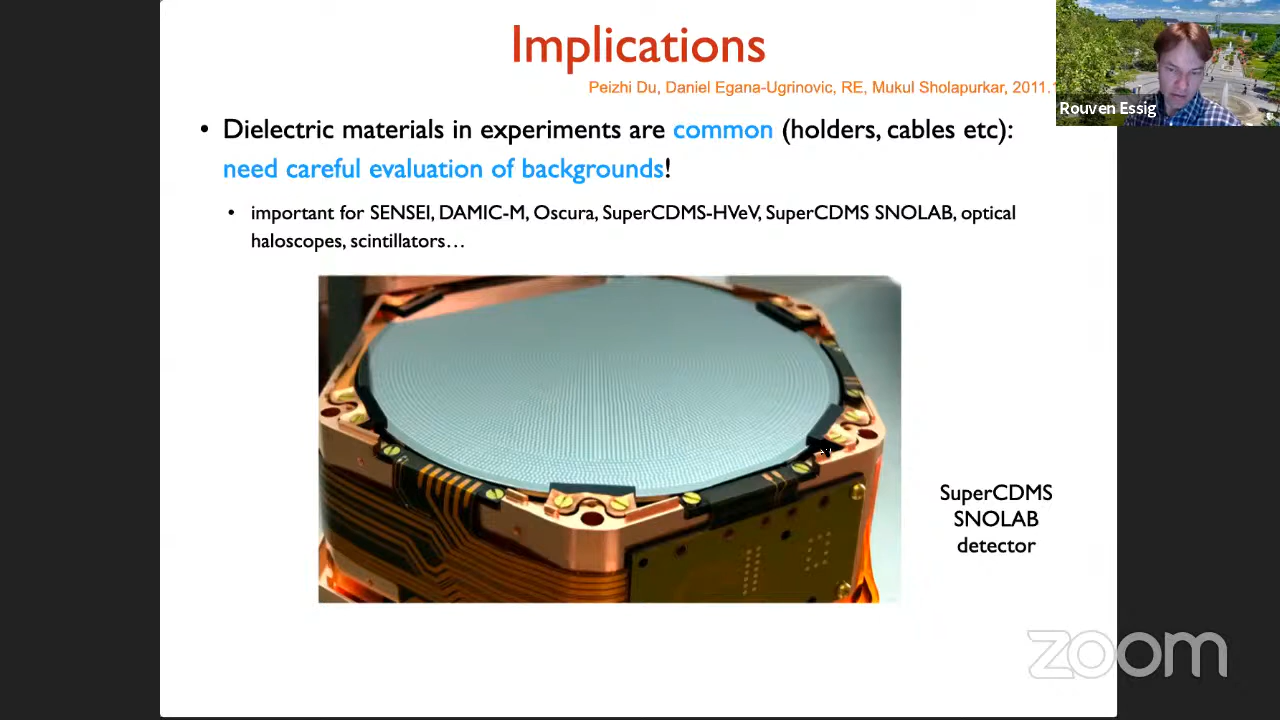 Implications
Peizhi Du, Daniel Egana-Ugrinovic, RE, Mukul Sholapurkar, 2011.
Rouven Essig
• Dielectric materials in experiments are common (holders, cables etc):
need careful evaluation of backgrounds!
• important for SENSEI, DAMIC-M, Oscura, SuperCDMS-HVeV, SuperCDMS SNOLAB, optical
haloscopes, scintillators…
SuperCDMS
SNOLAB
detector
zoom